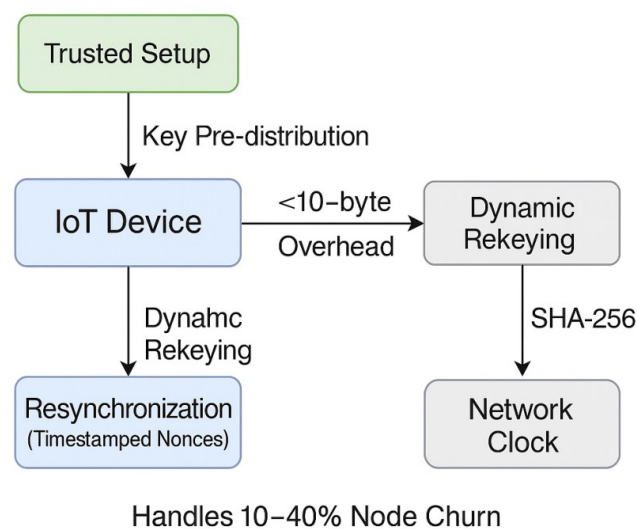 Trusted Setup
Key Pre-distribution
IoT Device
<10-byte
Overhead
Dynamic
Rekeying
Dynahmc
Rekeying
SHA-256
Resynchronization
(Timestamped Nonces)
Network
Clock
Handles 10–40% Node Churn